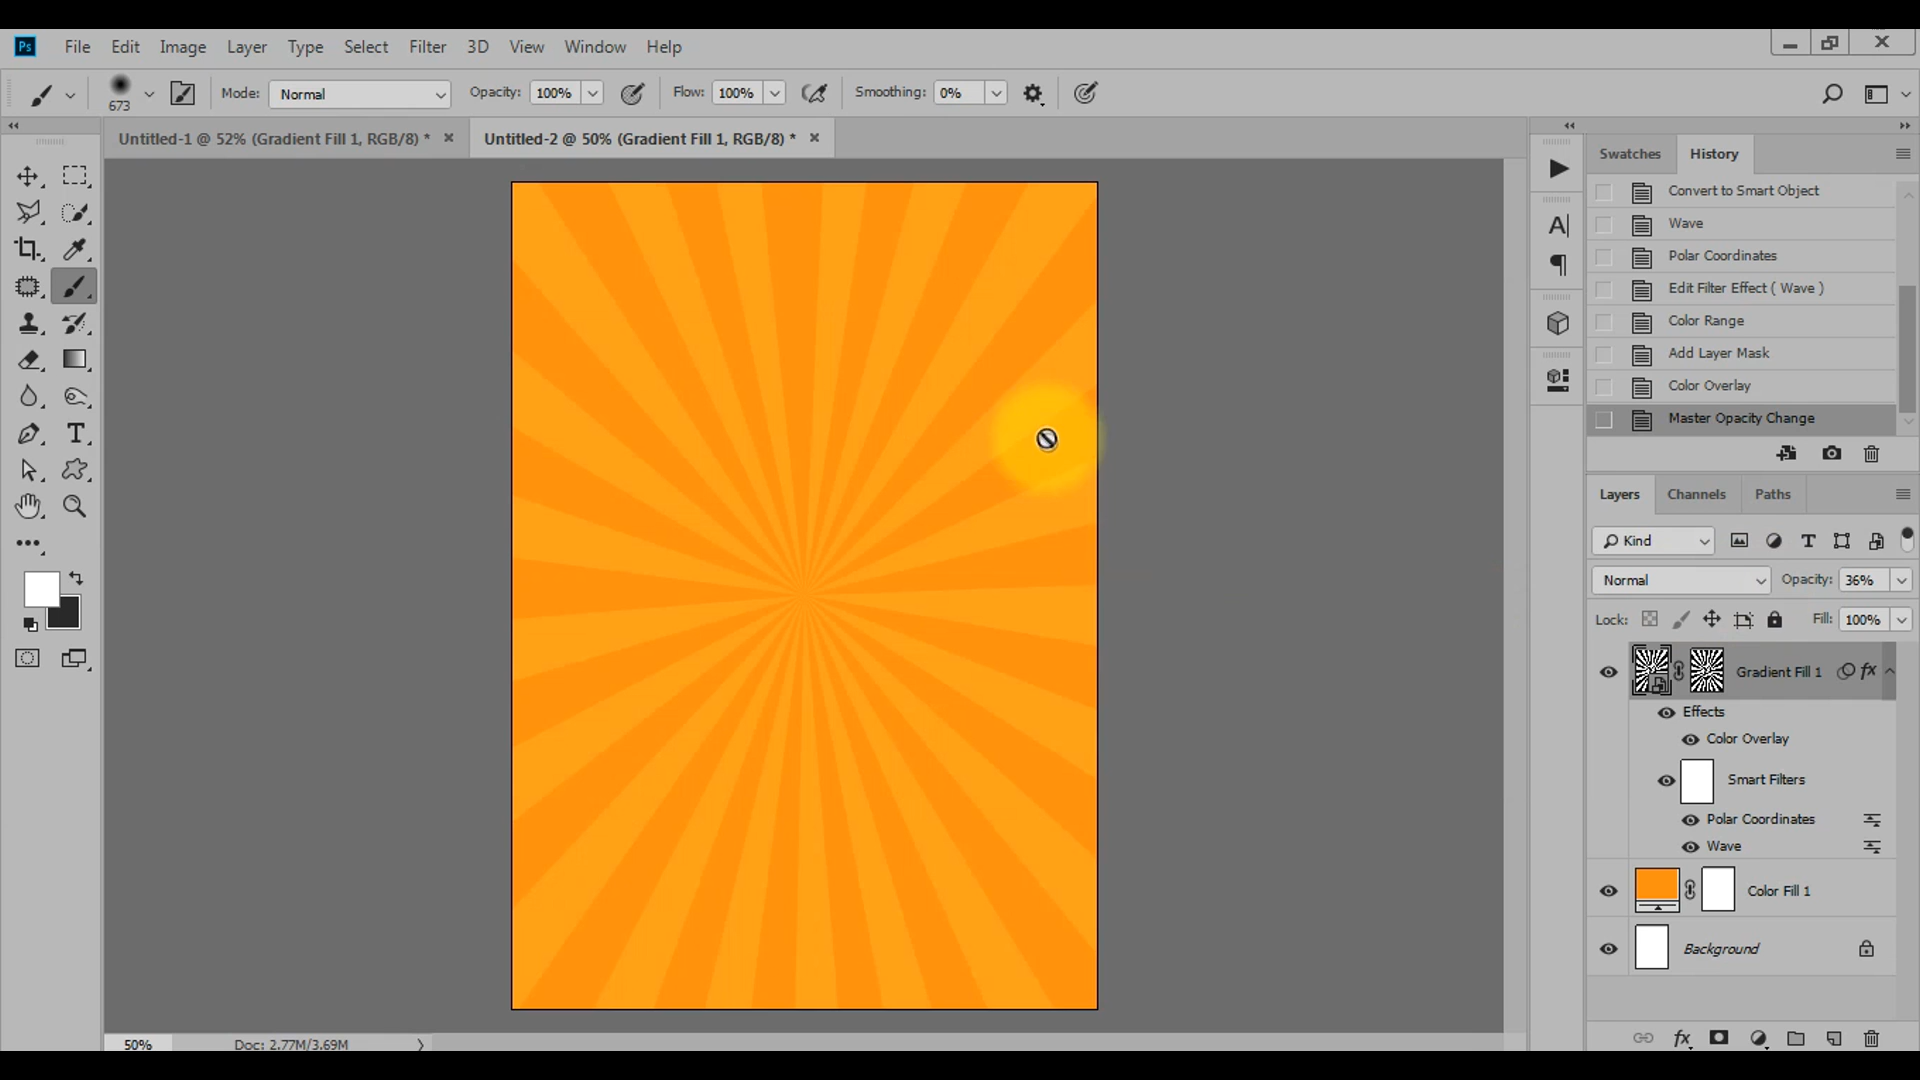 Ps File Edit Image Layer Type Select Filter 3D View Window Help
673 Mode: Normal Opacity: 100% Flow: 100% Smoothing: 0%
Untitled-1 @ 52% (Gradient Fill 1, RGB/8) * Untitled-2 @ 50% (Gradient Fill 1, RGB/8) *
Swatches History
Convert to Smart Object
Wave
Polar Coordinates
Edit Filter Effect ( Wave )
Color Range
Add Layer Mask
Color Overlay
Master Opacity Change
Layers Channels Paths
Kind
Normal Opacity: 36%
Lock: Fill: 100%
Gradient Fill 1 fx
Effects
Color Overlay
Smart Filters
Polar Coordinates
Wave
Color Fill 1
Background
50% Doc: 2.77M/3.69M
fx